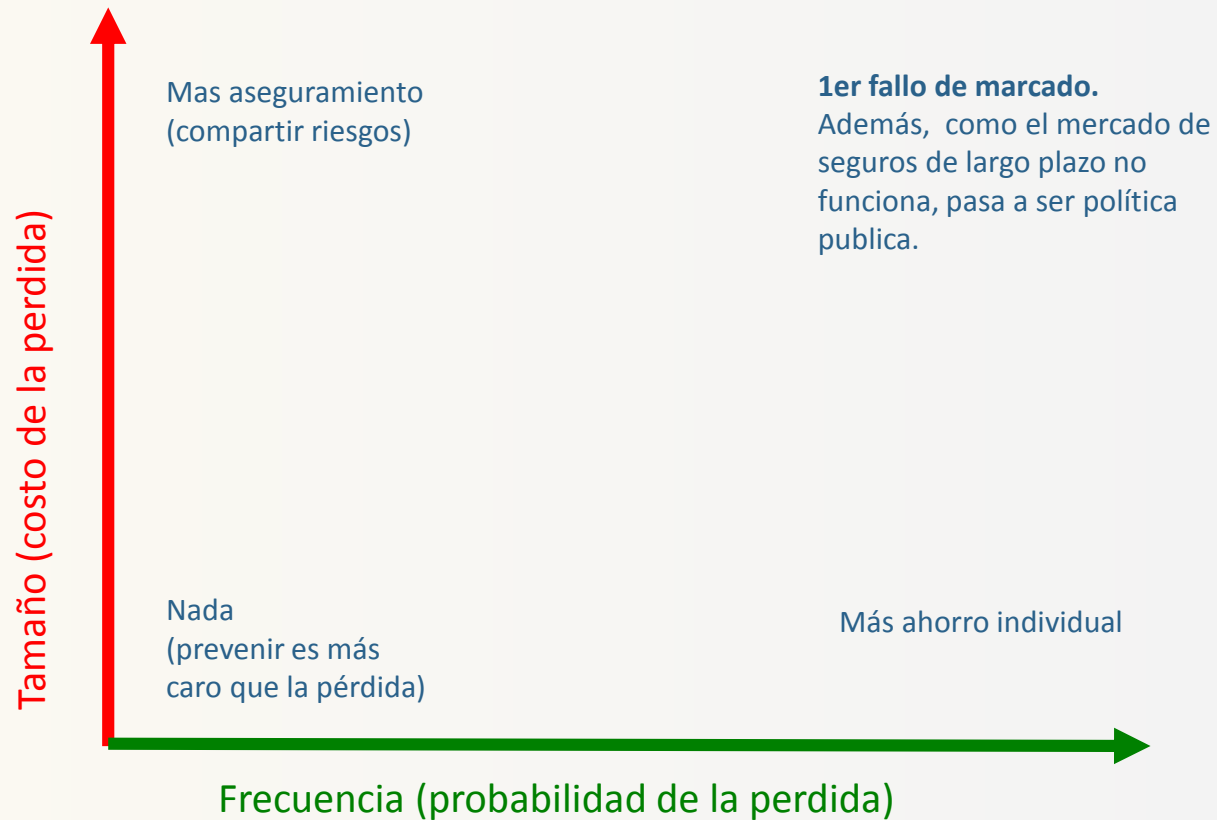 Mas aseguramiento
(compartir riesgos)
1er fallo de marcado.
Además, como el mercado de
seguros de largo plazo no
funciona, pasa a ser política
publica.
Tamaño (costo de la perdida)
Nada
(prevenir es más
caro que la pérdida)
Más ahorro individual
Frecuencia (probabilidad de la perdida)